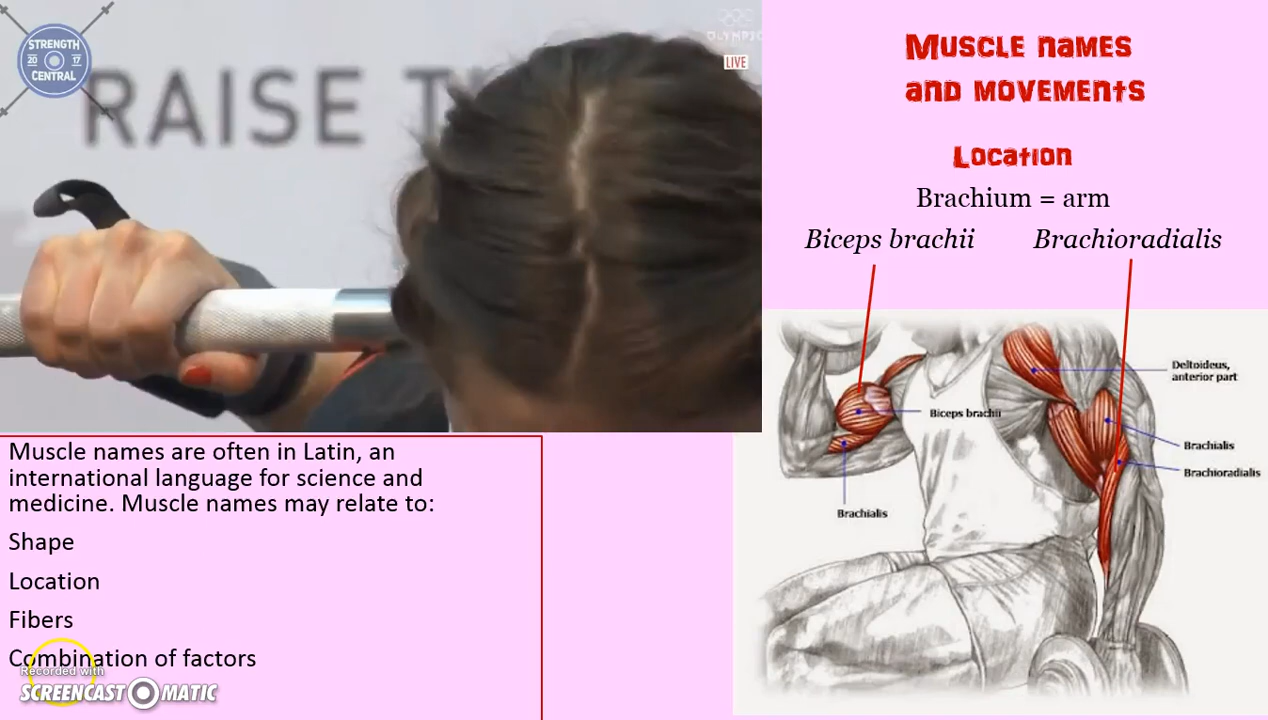 STRENGTH
20 17
CENTRAL
RAISE T
OLYMPIC
LIVE
Muscle names
and movements
Location
Brachium = arm
Biceps brachii
Brachioradialis
Muscle names are often in Latin, an
international language for science and
medicine. Muscle names may relate to:
Shape
Location
Fibers
Combination of factors
Recorded with
SCREENCAST MATIC
Deltoideus,
anterior part
Biceps brachii
Brachialis
Brachioradialis
Brachialis